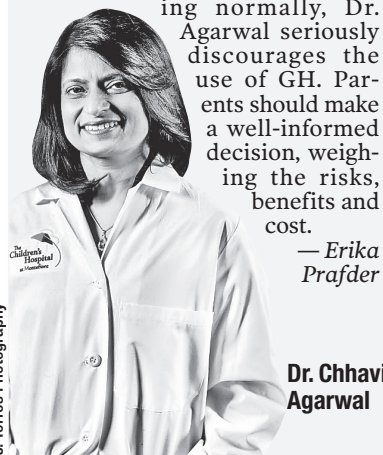 ing normally, Dr.
Agarwal seriously
discourages the
use of GH. Par-
ents should make
a well-informed
decision, weigh-
ing the risks,
benefits and
cost.
— Erika
Prafder
The
Children's
Hospital
at Montefiore
Dr. Chhavi
Agarwal
Photography